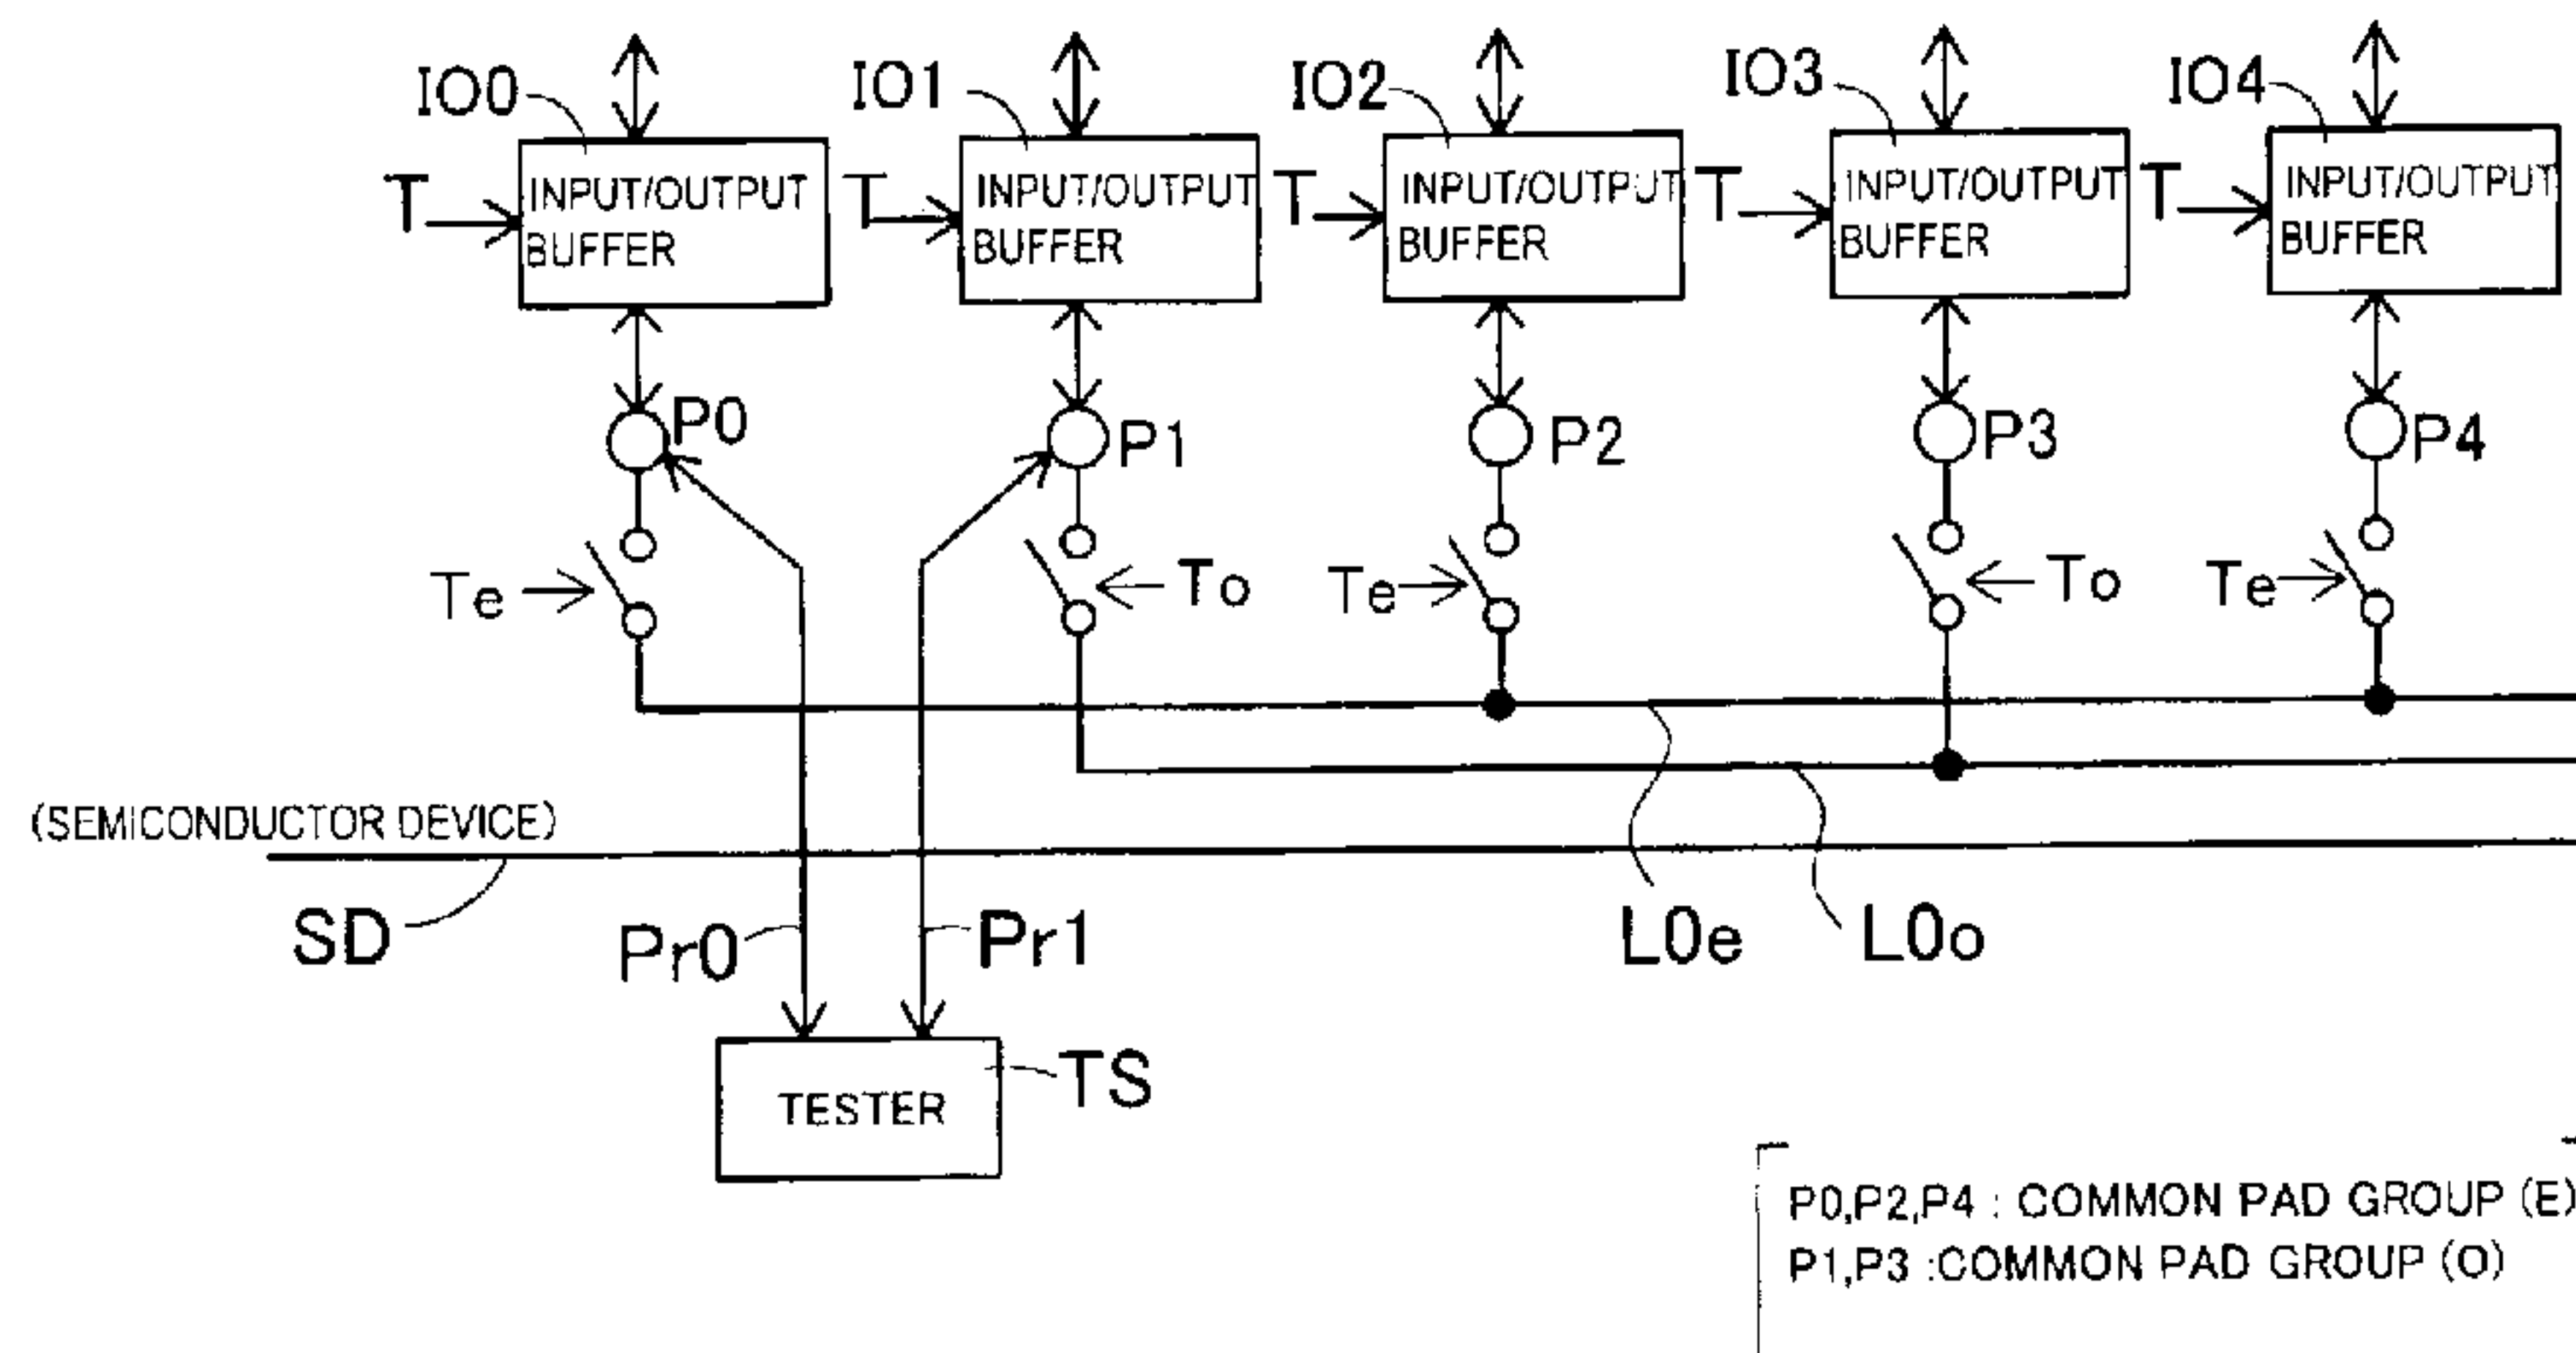 IO0
IO1
IO2
IO3
IO4
T
INPUT/OUTPUT
BUFFER
T
INPUT/OUTPUT
BUFFER
T
INPUT/OUTPUT
BUFFER
T
INPUT/OUTPUT
BUFFER
T
INPUT/OUTPUT
BUFFER
P0
P1
P2
P3
P4
Te
To
Te
To
Te
(SEMICONDUCTOR DEVICE)
SD
Pr0
Pr1
L0e
L0o
TESTER
TS
P0,P2,P4 : COMMON PAD GROUP (E)
P1,P3 :COMMON PAD GROUP (O)